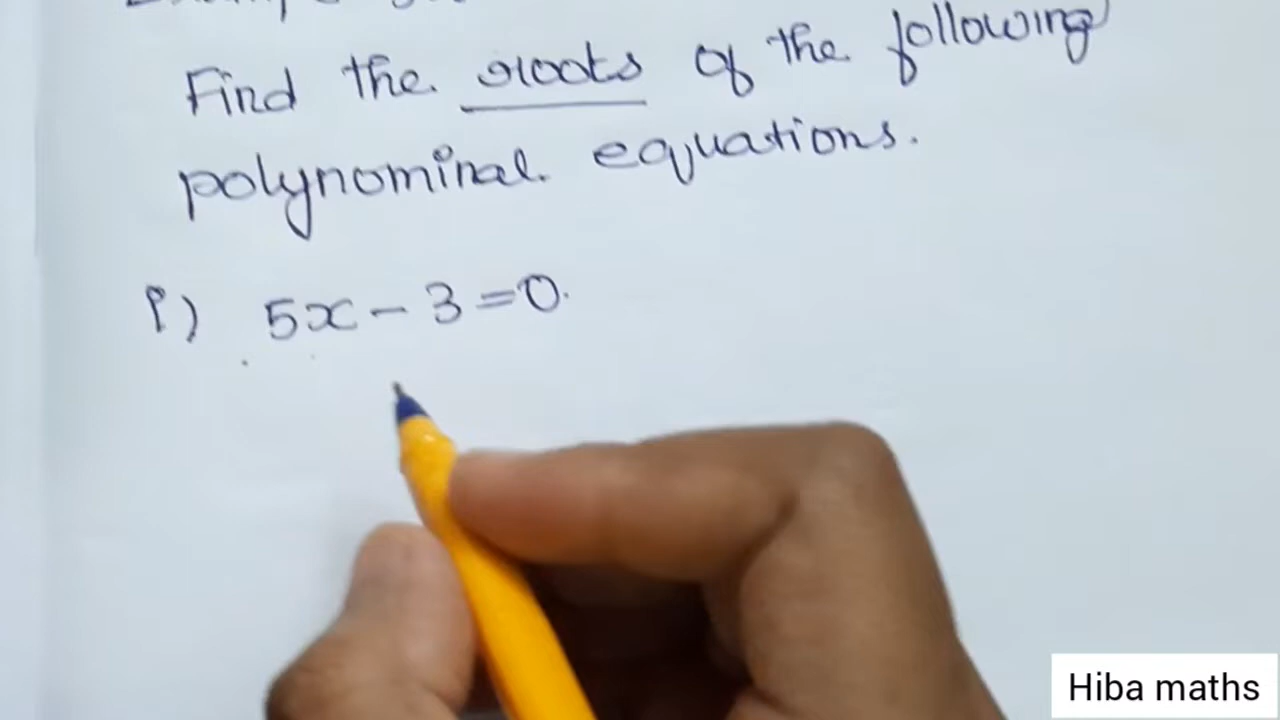 Find the roots of the following
polynominal. equations.
i) 5x - 3 = 0.
Hiba maths